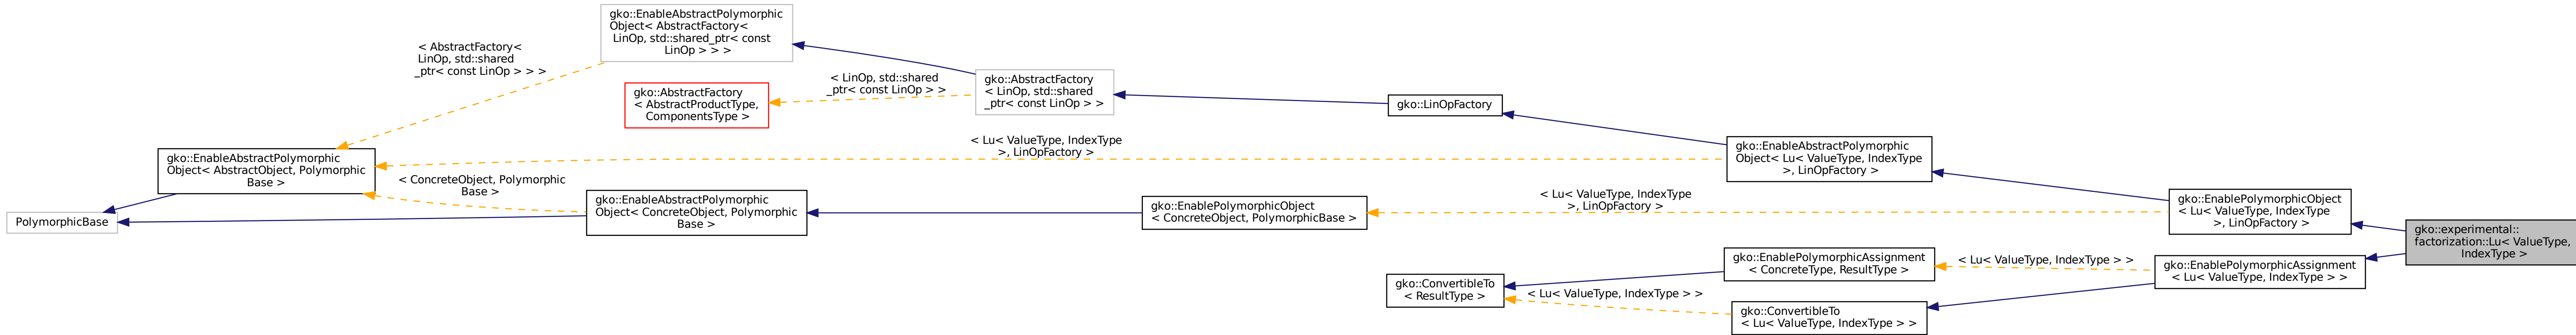 gko::EnableAbstractPolymorphic
Object< AbstractFactory<
LinOp, std::shared_ptr< const
LinOp > > >
< AbstractFactory<
LinOp, std::shared
_ptr< const LinOp > > >
gko::AbstractFactory
< AbstractProductType,
ComponentsType >
< LinOp, std::shared
_ptr< const LinOp > >
gko::AbstractFactory
< LinOp, std::shared
_ptr< const LinOp > >
gko::LinOpFactory
gko::EnableAbstractPolymorphic
Object< AbstractObject, Polymorphic
Base >
< Lu< ValueType, IndexType
>, LinOpFactory >
gko::EnableAbstractPolymorphic
Object< Lu< ValueType, IndexType
>, LinOpFactory >
< ConcreteObject, Polymorphic
Base >
PolymorphicBase
gko::EnableAbstractPolymorphic
Object< ConcreteObject, Polymorphic
Base >
gko::EnablePolymorphicObject
< ConcreteObject, PolymorphicBase >
< Lu< ValueType, IndexType
>, LinOpFactory >
gko::EnablePolymorphicObject
< Lu< ValueType, IndexType
>, LinOpFactory >
gko::experimental::
factorization::Lu< ValueType,
IndexType >
gko::EnablePolymorphicAssignment
< ConcreteType, ResultType >
< Lu< ValueType, IndexType > >
gko::EnablePolymorphicAssignment
< Lu< ValueType, IndexType > >
gko::ConvertibleTo
< ResultType >
< Lu< ValueType, IndexType > >
gko::ConvertibleTo
< Lu< ValueType, IndexType > >